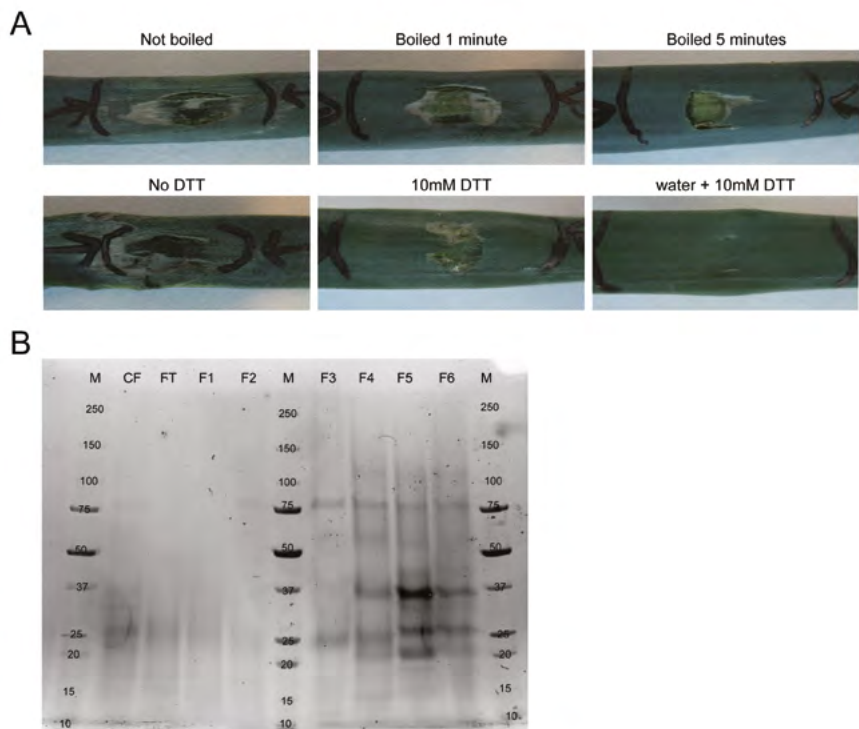 A
Not boiled
Boiled 1 minute
Boiled 5 minutes
No DTT
10mM DTT
water + 10mM DTT
B
M CF FT F1 F2 M F3 F4 F5 F6 M
250 250 250
150 150 150
100 100 100
75 75 75
50 50 50
37 37 37
25 25 25
20 20 20
15 15 15
10 10 10